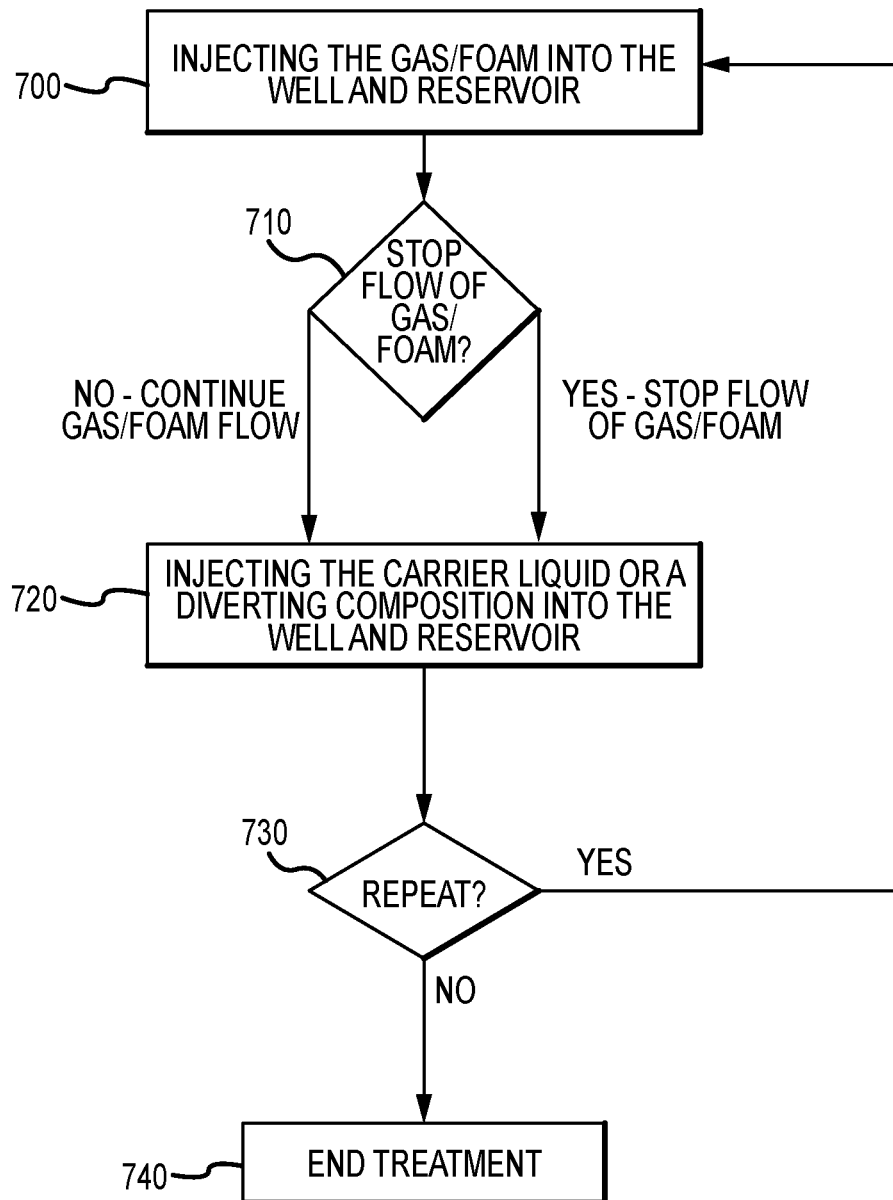 INJECTING THE GAS/FOAM INTO THE
WELL AND RESERVOIR
700
710
STOP
FLOW OF
GAS/
FOAM?
NO - CONTINUE
GAS/FOAM FLOW
YES - STOP FLOW
OF GAS/FOAM
INJECTING THE CARRIER LIQUID OR A
DIVERTING COMPOSITION INTO THE
WELL AND RESERVOIR
720
730
REPEAT?
YES
NO
END TREATMENT
740